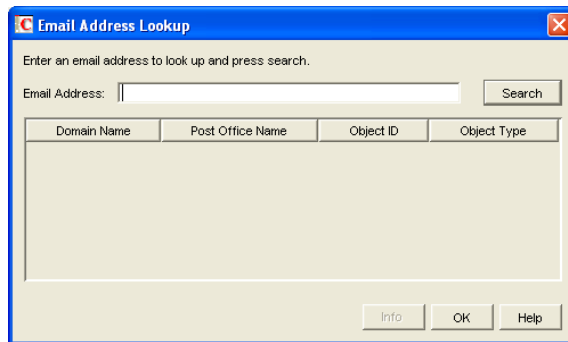 C Email Address Lookup
Enter an email address to look up and press search.
Email Address: Search
Domain Name Post Office Name Object ID Object Type
Info OK Help